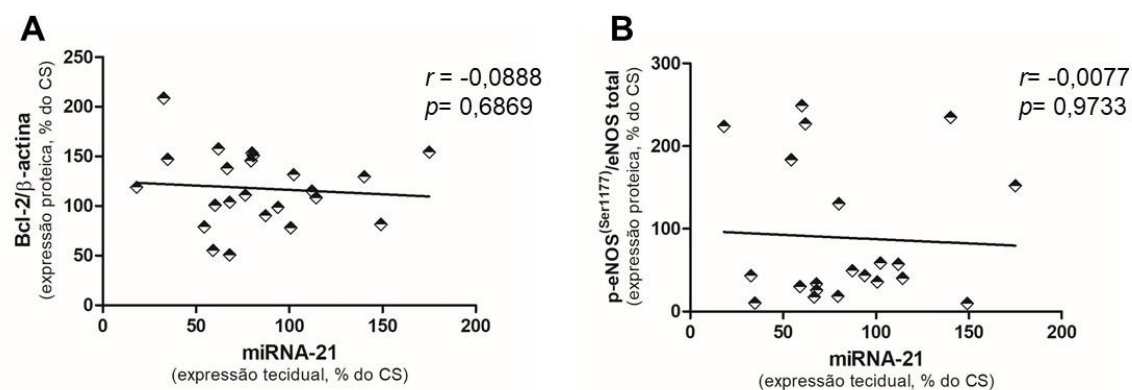 A
Bcl-2/β-actina
(expressão proteica, % do CS)
250
200
150
100
50
0
r = -0,0888
p= 0,6869
0
50
100
150
200
miRNA-21
(expressão tecidual, % do CS)
B
p-eNOS(Ser1177)/eNOS total
(expressão proteica, % do CS)
300
200
100
0
r= -0,0077
p= 0,9733
0
50
100
150
200
miRNA-21
(expressão tecidual, % do CS)